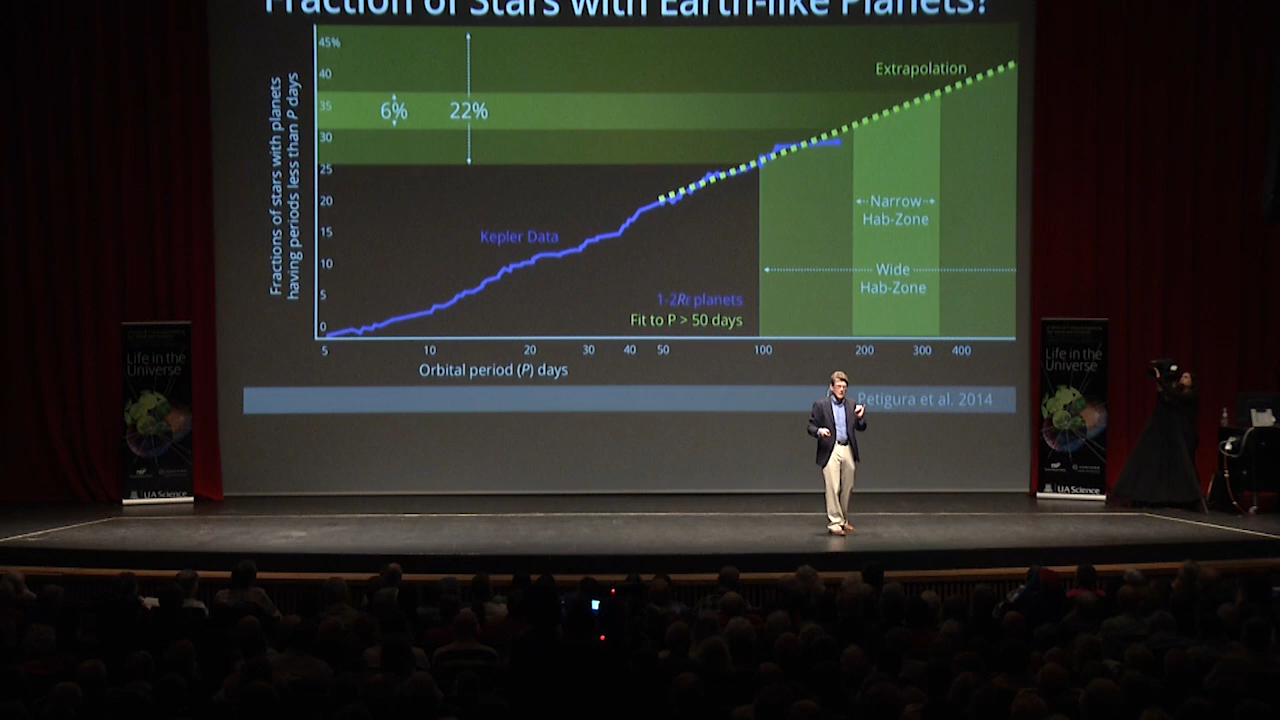 Fraction of Stars with Earth-like Planets?
Fractions of stars with planets
having periods less than P days
45%
40
35
30
25
20
15
10
5
0
6%
22%
Extrapolation
Kepler Data
Narrow
Hab-Zone
Wide
Hab-Zone
1-2RE planets
Fit to P > 50 days
5
10
20
30
40
50
100
200
300
400
Orbital period (P) days
Petigura et al. 2014
Life in the
Universe
UA Science
Life in the
Universe
UA Science